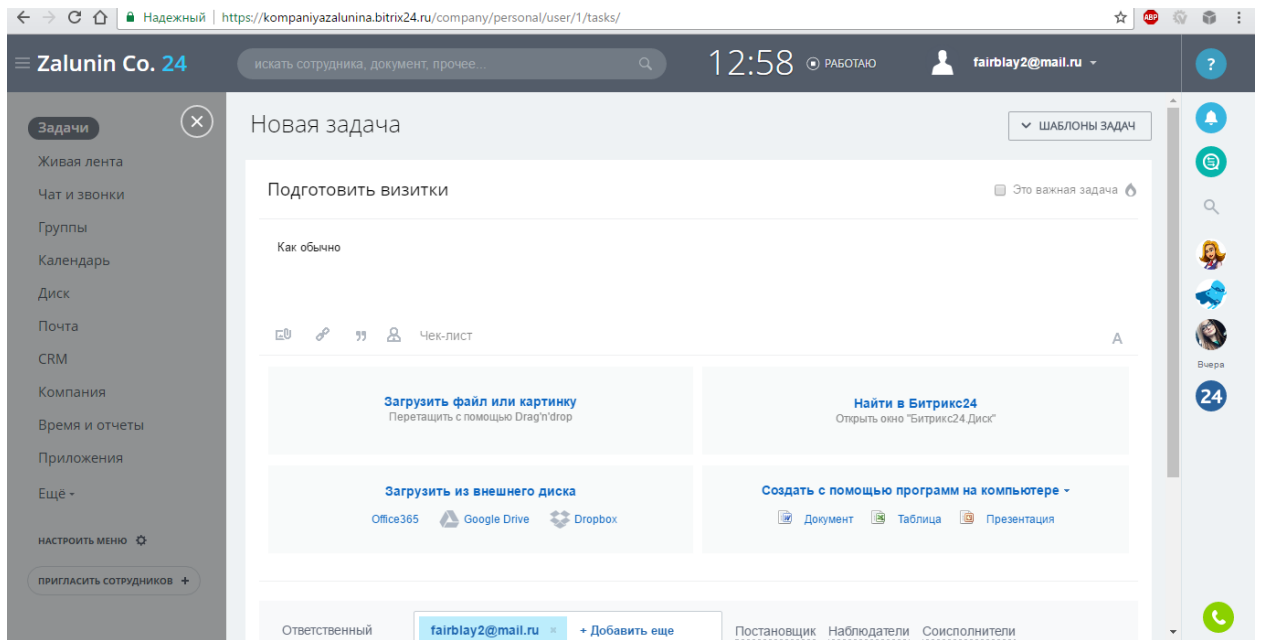 Надежный | https://kompaniyazalunina.bitrix24.ru/company/personal/user/1/tasks/
ABP
Zalunin Co. 24
искать сотрудника, документ, прочее...
12:58 РАБОТАЮ
fairblay2@mail.ru
?
Задачи
Живая лента
Чат и звонки
Группы
Календарь
Диск
Почта
CRM
Компания
Время и отчеты
Приложения
Ещё
НАСТРОИТЬ МЕНЮ
ПРИГЛАСИТЬ СОТРУДНИКОВ +
Новая задача
ШАБЛОНЫ ЗАДАЧ
Подготовить визитки
Это важная задача
Как обычно
Чек-лист
A
Загрузить файл или картинку
Перетащить с помощью Drag'n'drop
Найти в Битрикс24
Открыть окно "Битрикс24.Диск"
Загрузить из внешнего диска
Office365 Google Drive Dropbox
Создать с помощью программ на компьютере
Документ Таблица Презентация
Ответственный
fairblay2@mail.ru × + Добавить еще
Постановщик Наблюдатели Соисполнители
Вчера
24